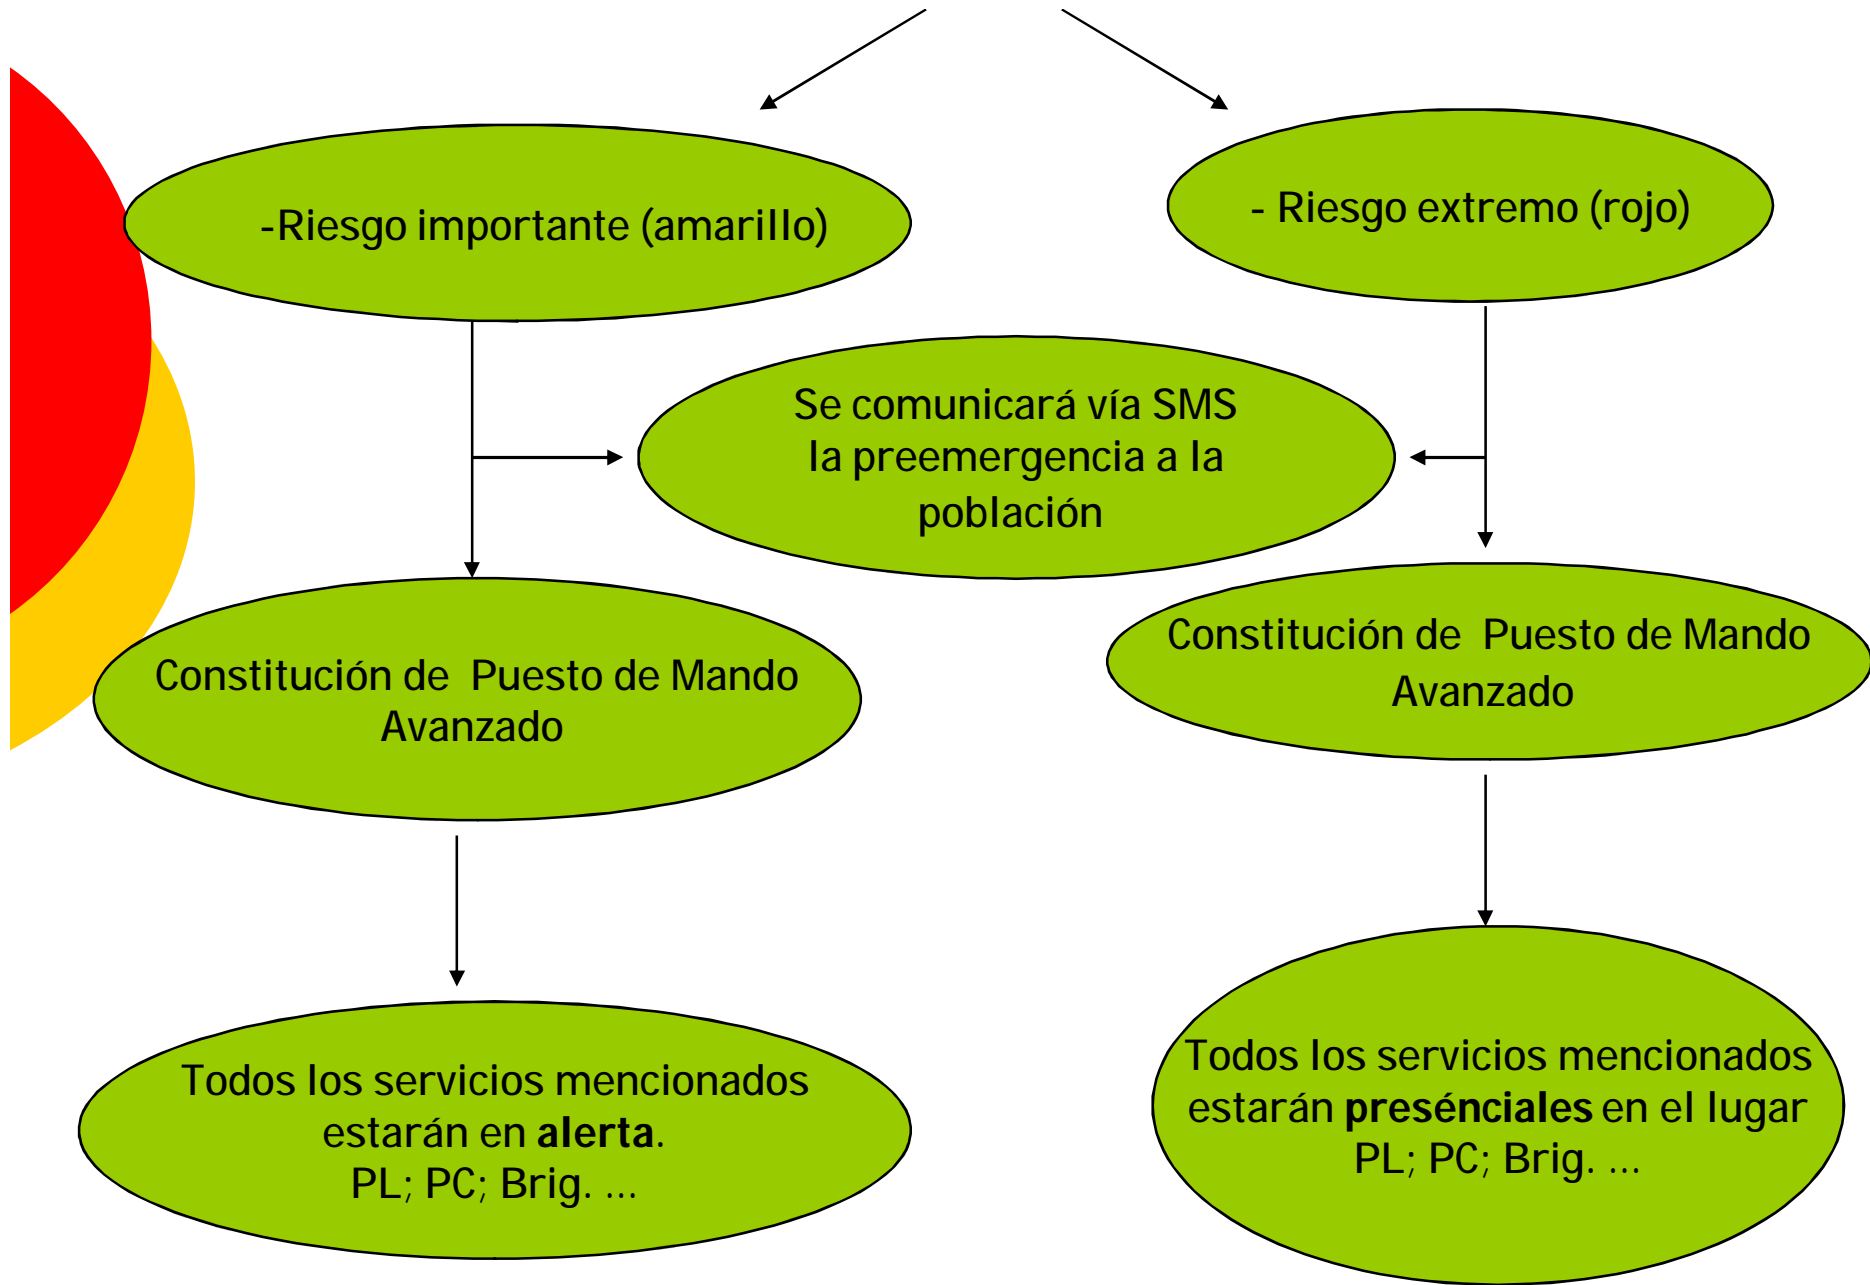 -Riesgo importante (amarillo)
- Riesgo extremo (rojo)
Se comunicará vía SMS
la preemergencia a la
población
Constitución de Puesto de Mando
Avanzado
Constitución de Puesto de Mando
Avanzado
Todos los servicios mencionados
estarán en alerta.
PL; PC; Brig. ...
Todos los servicios mencionados
estarán presénciales en el lugar
PL; PC; Brig. ...